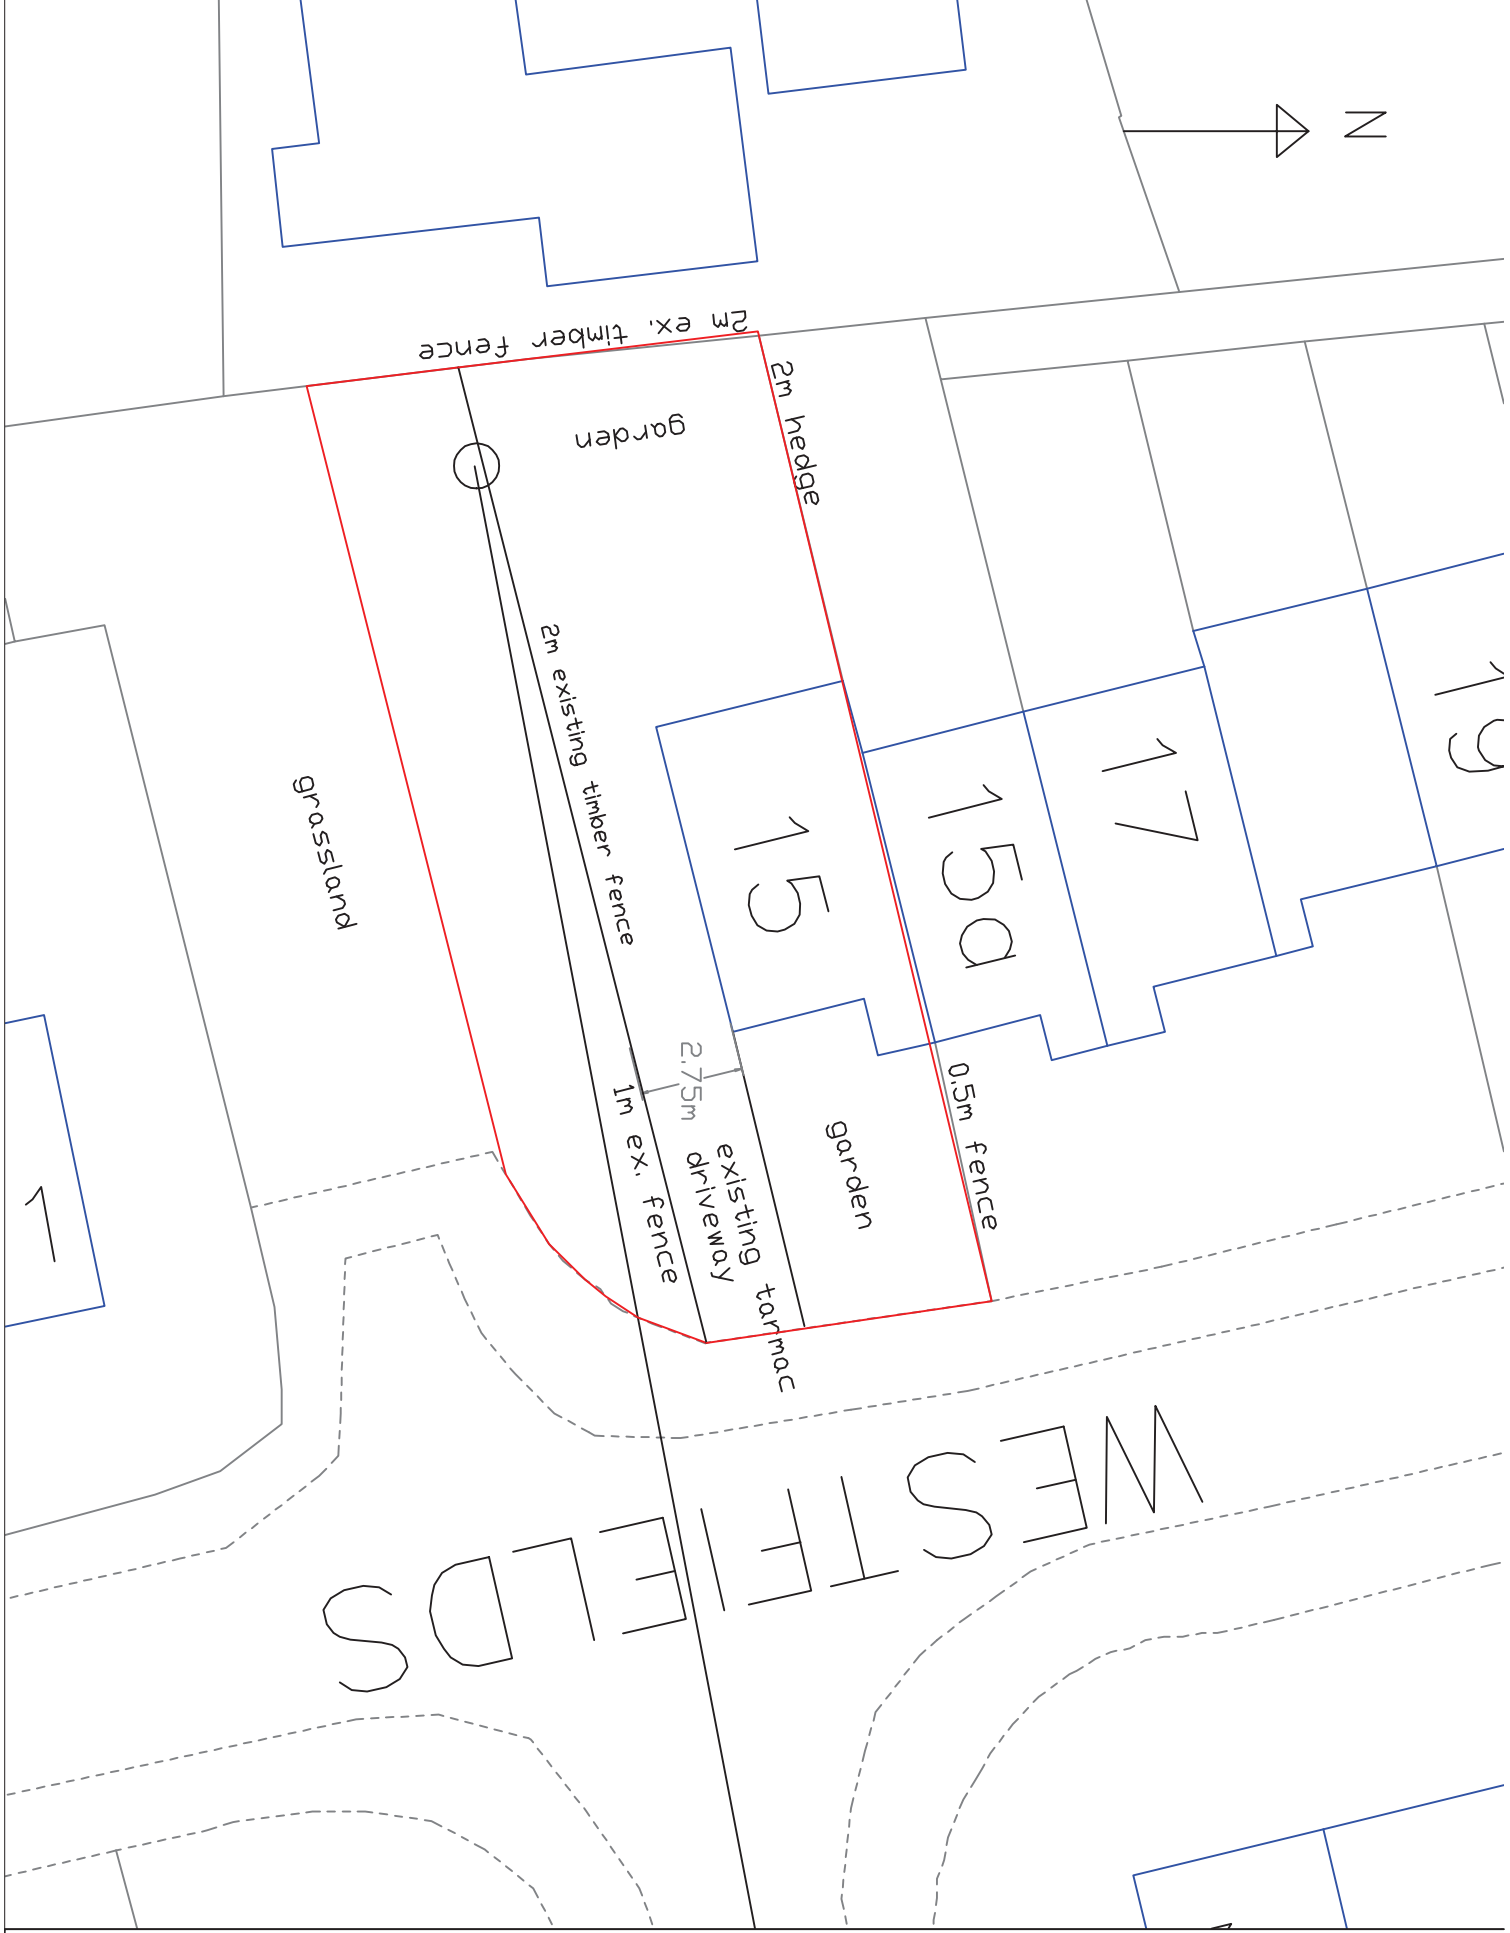 N
2m ex. timber fence
2m hedge
garden
2m existing timber fence
grassland
15
15a
17
19
2.75m
1m ex. fence
existing tarmac
driveway
garden
0.5m fence
1
WESTFIELDS